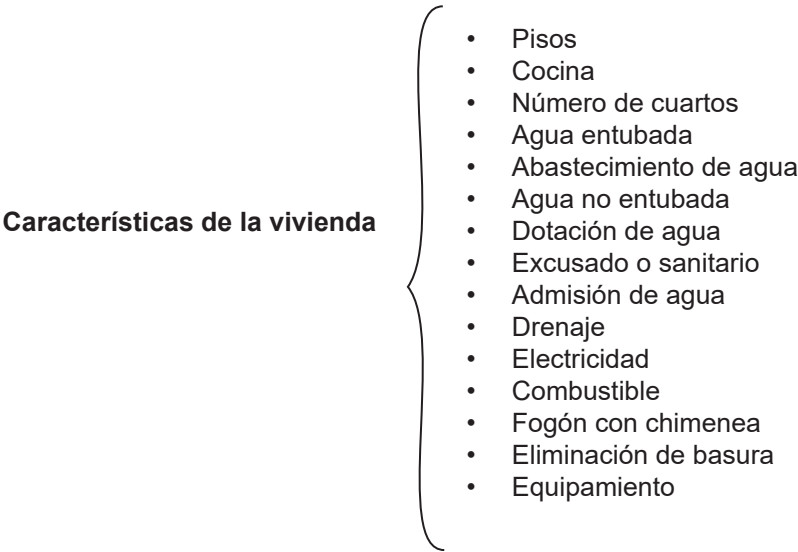 Caracterísficas de la vivienda
• Pisos
• Cocina
• Número de cuartos
• Agua entubada
• Abastecimiento de agua
• Agua no entubada
• Dotación de agua
• Excusado o sanitario
• Admisión de agua
• Drenaje
• Electricidad
• Combustible
• Fogón con chimenea
• Eliminación de basura
• Equipamiento